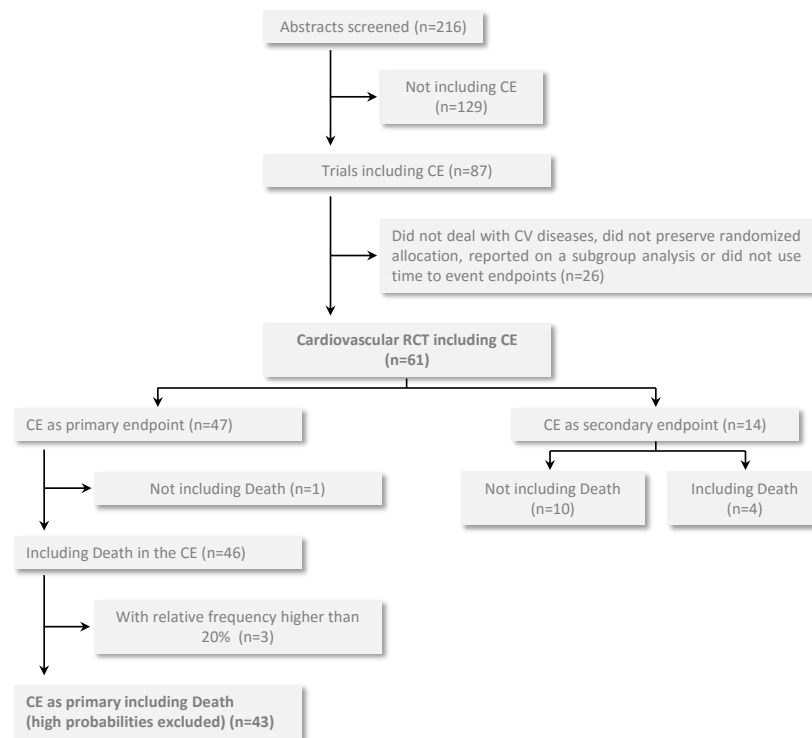 Abstracts screened (n=216)
Not including CE
(n=129)
Trials including CE (n=87)
Did not deal with CV diseases, did not preserve randomized
allocation, reported on a subgroup analysis or did not use
time to event endpoints (n=26)
Cardiovascular RCT including CE
(n=61)
CE as primary endpoint (n=47)
CE as secondary endpoint (n=14)
Not including Death (n=1)
Not including Death
(n=10)
Including Death
(n=4)
Including Death in the CE (n=46)
With relative frequency higher than
20% (n=3)
CE as primary including Death
(high probabilities excluded) (n=43)